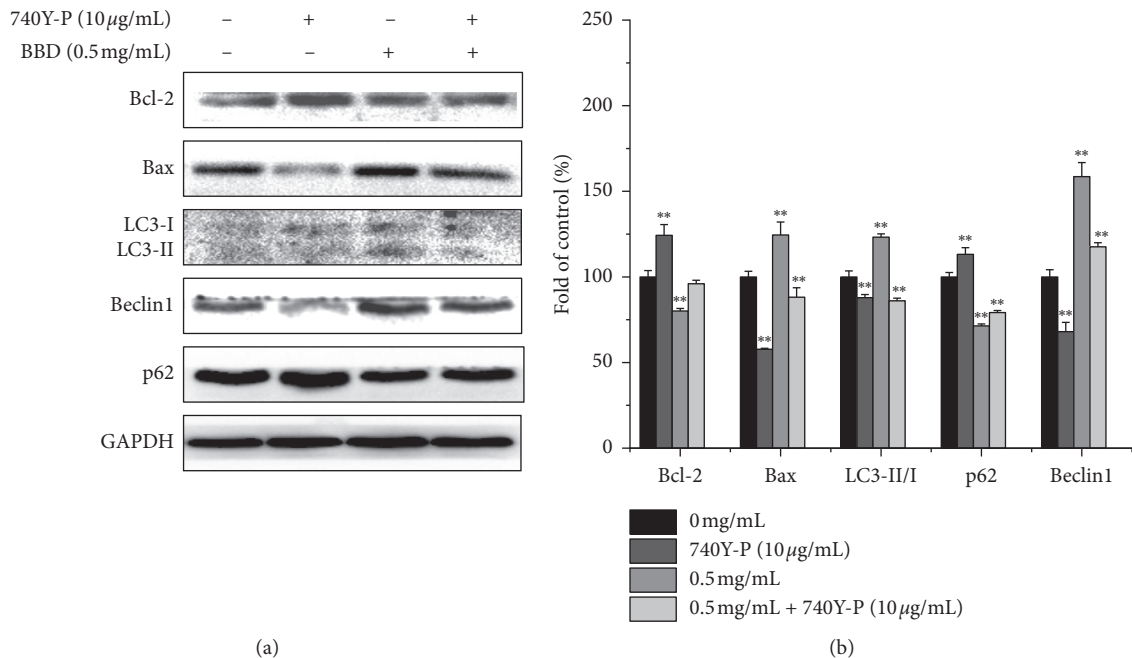 740Y-P (10 μg/mL) – + – +
BBD (0.5 mg/mL) – – + +
Bcl-2
Bax
LC3-I
LC3-II
Beclin1
p62
GAPDH
(a)
Fold of control (%)
250
200
150
100
50
0
** ** ** ** ** ** ** ** ** ** ** ** ** **
Bcl-2 Bax LC3-II/I p62 Beclin1
0 mg/mL
740Y-P (10 μg/mL)
0.5 mg/mL
0.5 mg/mL + 740Y-P (10 μg/mL)
(b)